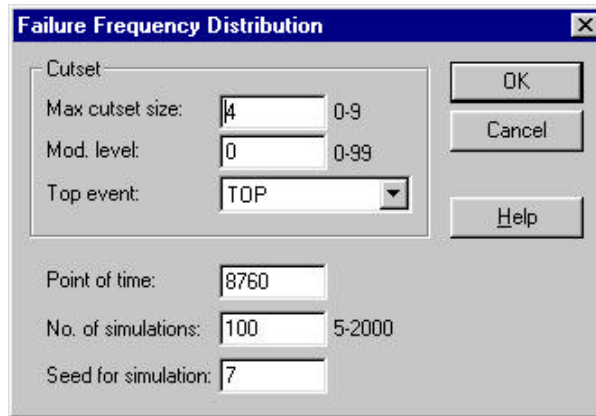 Failure Frequency Distribution
Cutset
Max cutset size: 4 0-9
Mod. level: 0 0-99
Top event: TOP
OK
Cancel
Help
Point of time: 8760
No. of simulations: 100 5-2000
Seed for simulation: 7